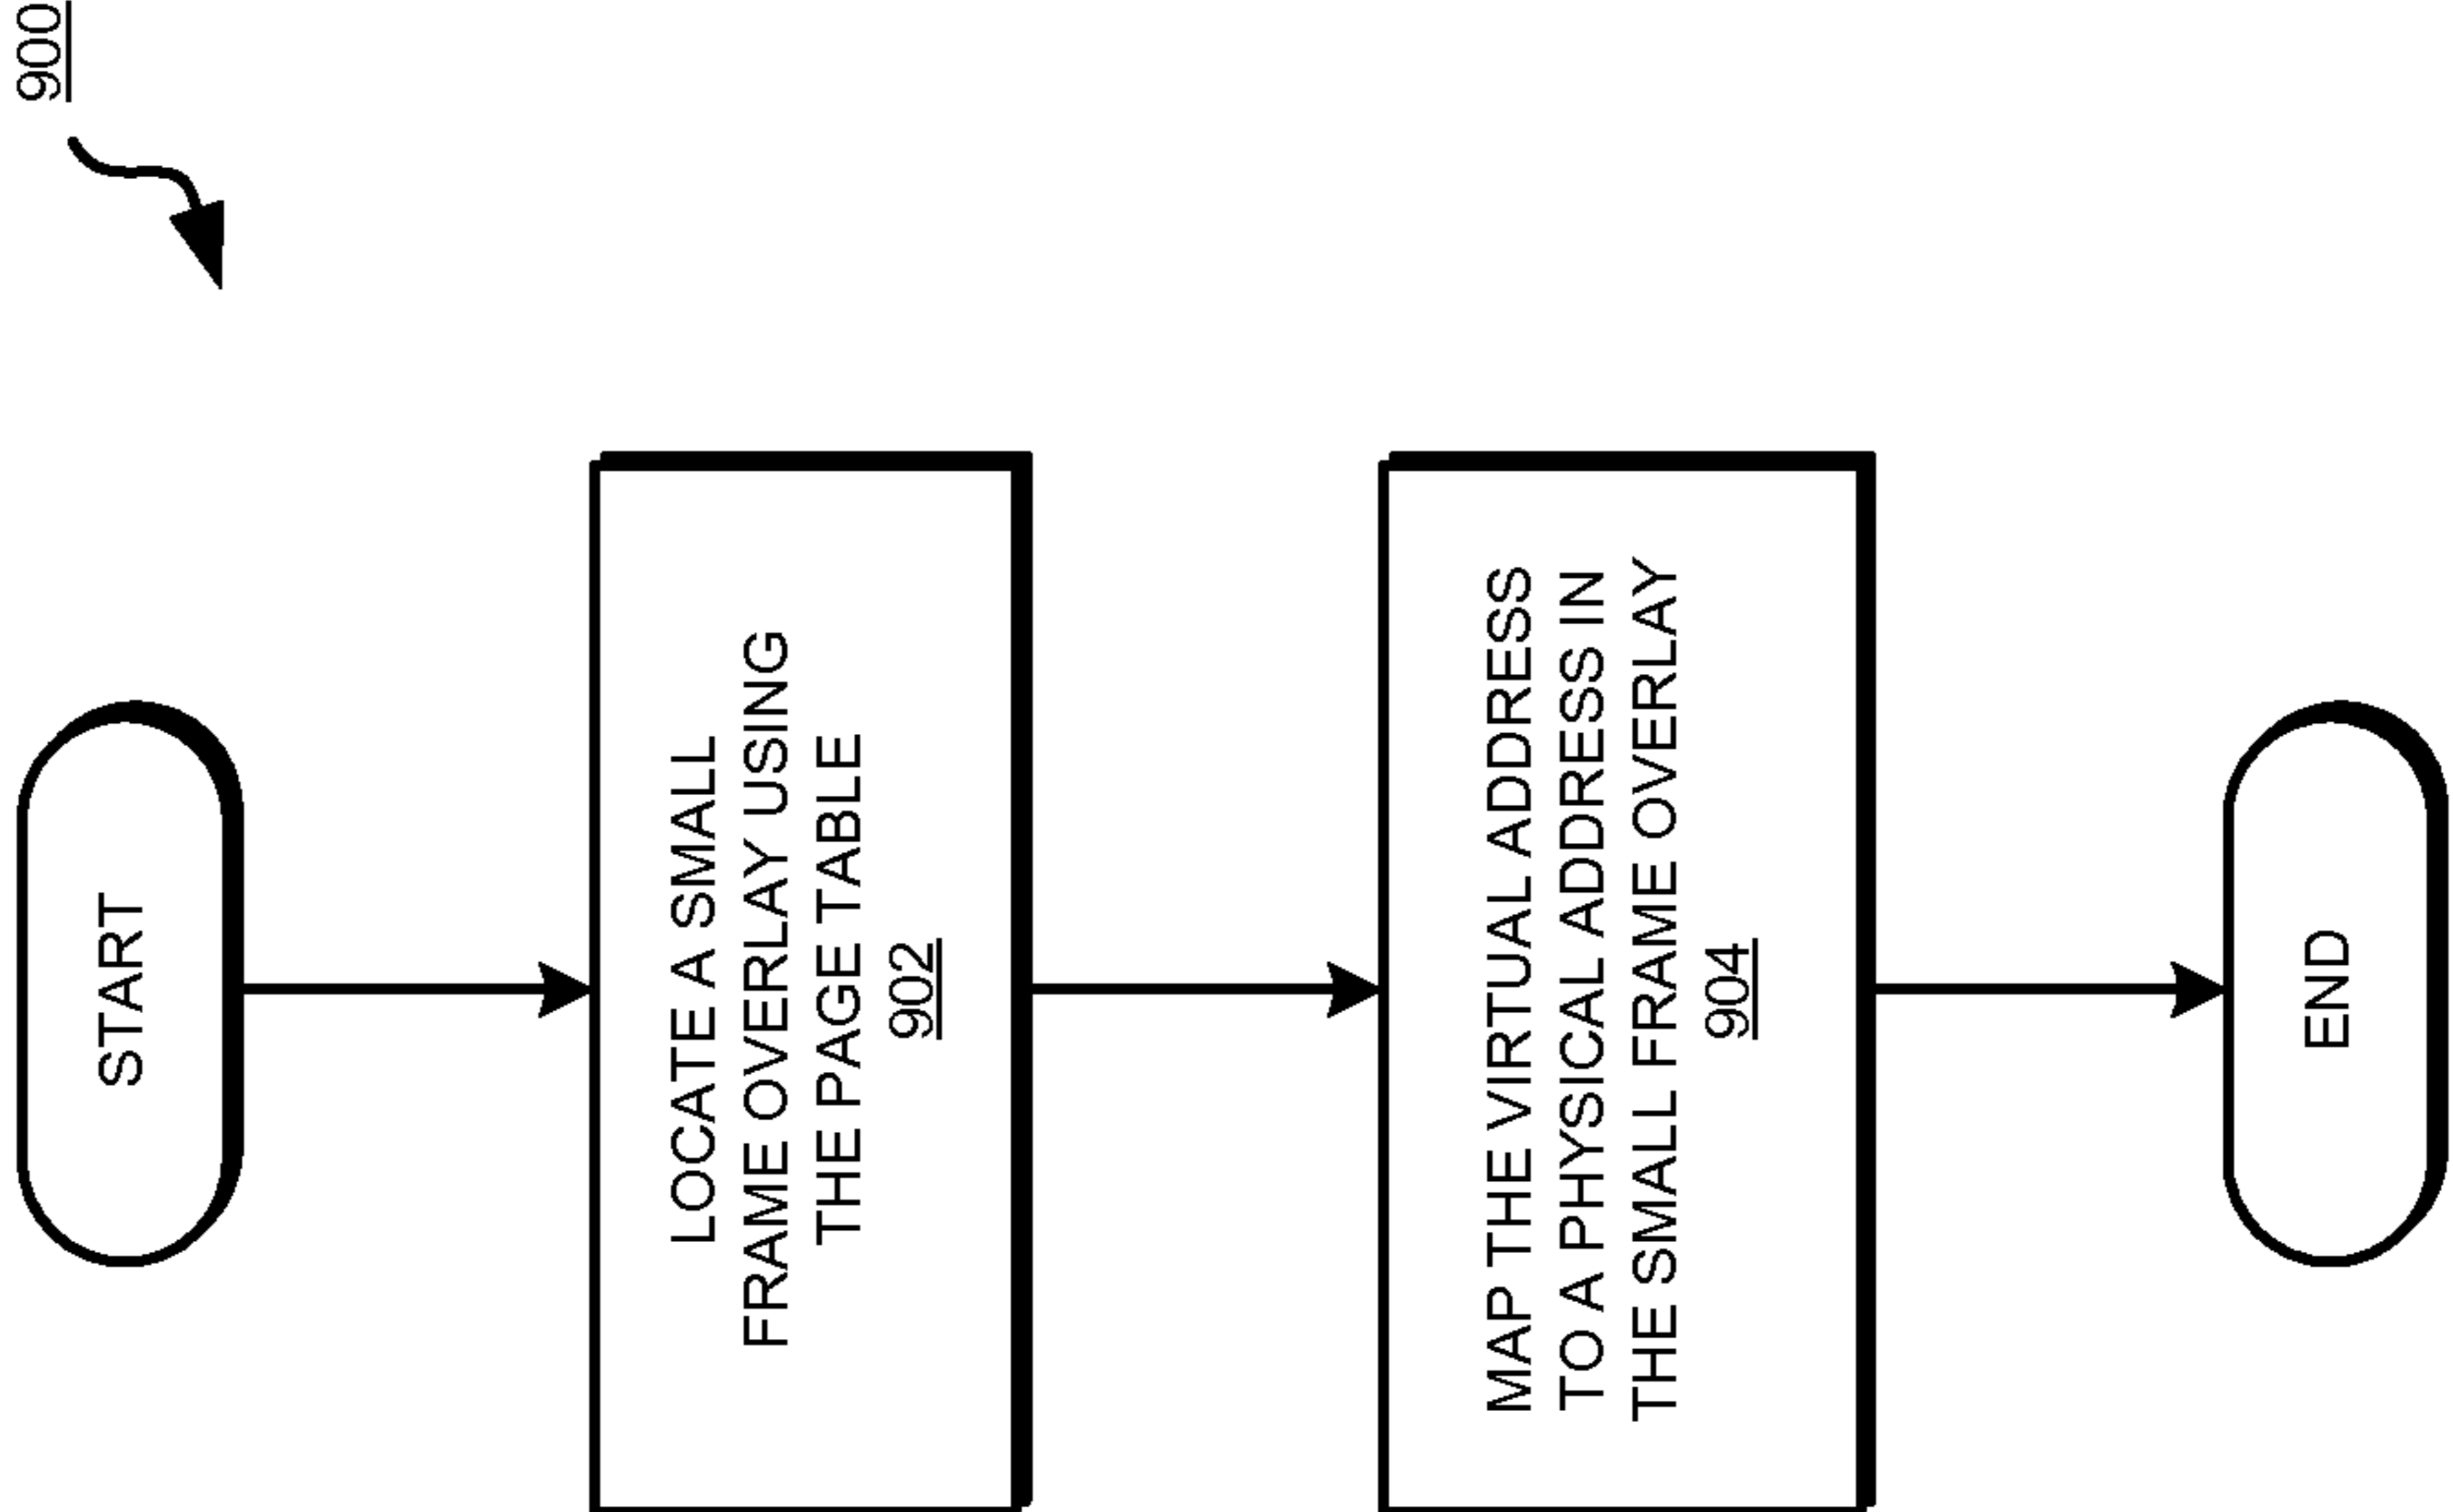 900
START
LOCATE A SMALL
FRAME OVERLAY USING
THE PAGE TABLE
902
MAP THE VIRTUAL ADDRESS
TO A PHYSICAL ADDRESS IN
THE SMALL FRAME OVERLAY
904
END